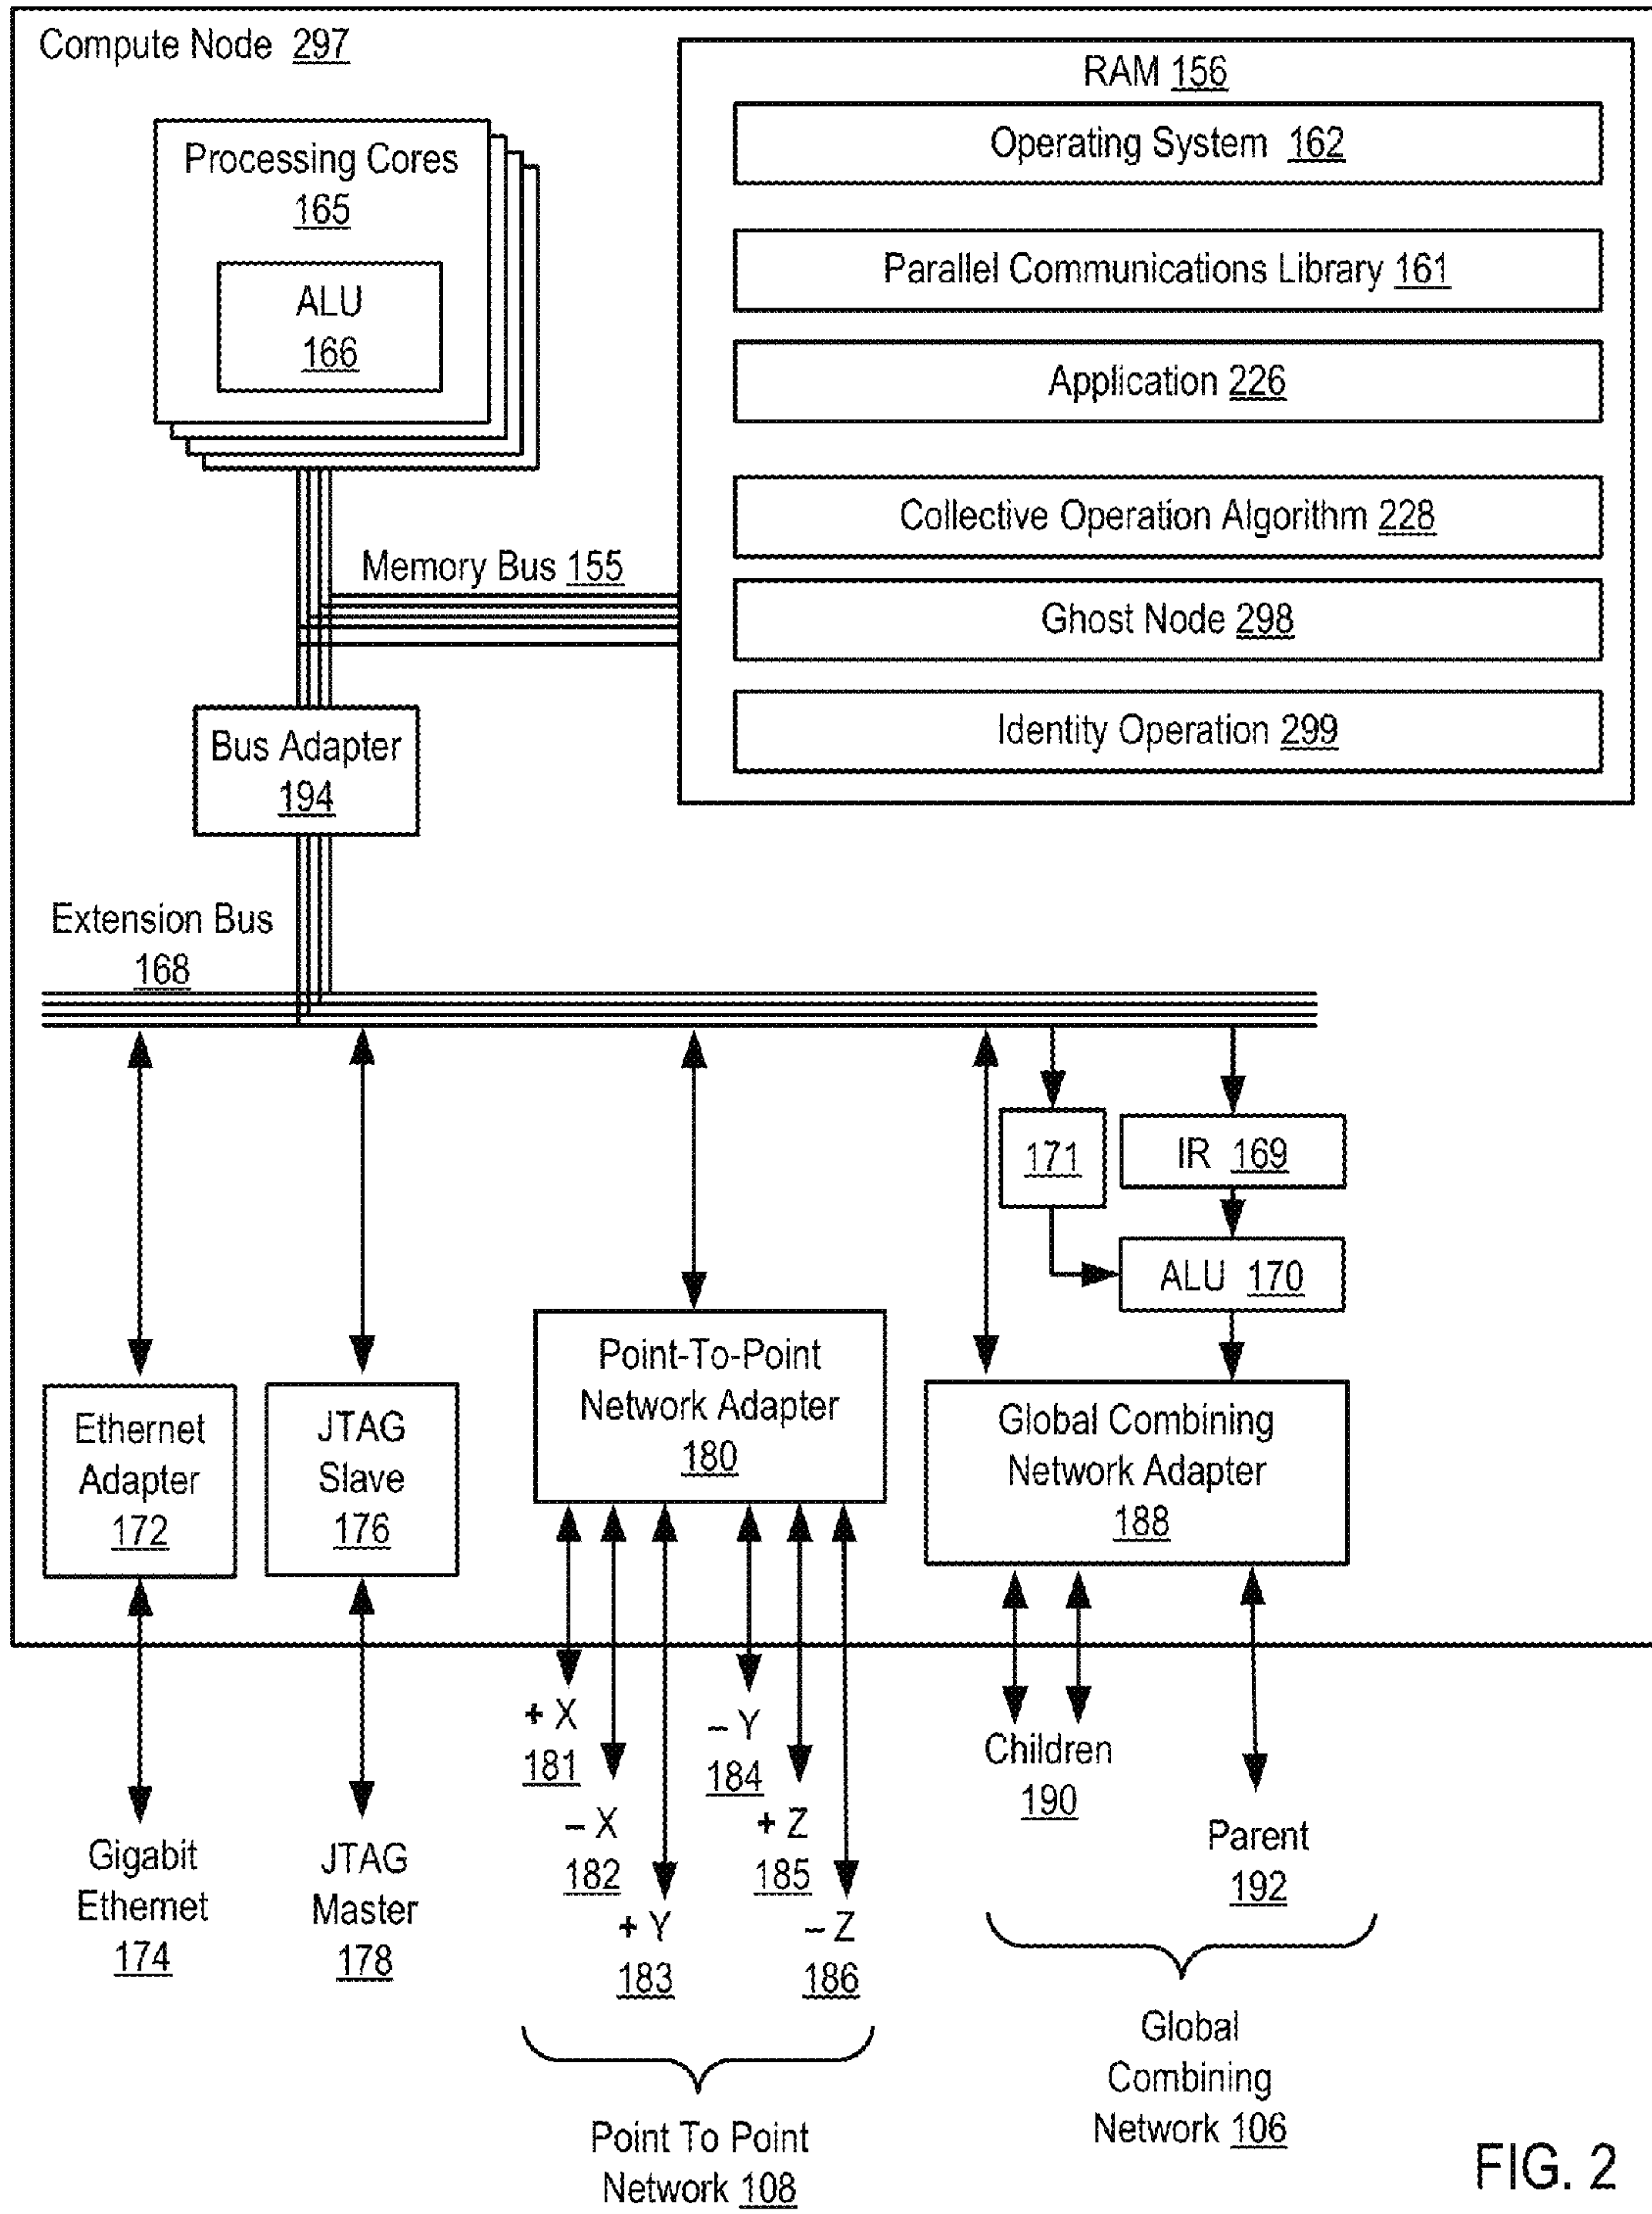 Compute Node 297
RAM 156
Operating System 162
Parallel Communications Library 161
Application 226
Collective Operation Algorithm 228
Ghost Node 298
Identity Operation 299
Processing Cores
165
ALU
166
Memory Bus 155
Bus Adapter
194
Extension Bus
168
171
IR 169
ALU 170
Ethernet
Adapter
172
JTAG
Slave
176
Point-To-Point
Network Adapter
180
Global Combining
Network Adapter
188
Gigabit
Ethernet
174
JTAG
Master
178
+ X
181
– X
182
+ Y
183
– Y
184
+ Z
185
– Z
186
Children
190
Parent
192
Point To Point
Network 108
Global
Combining
Network 106
FIG. 2